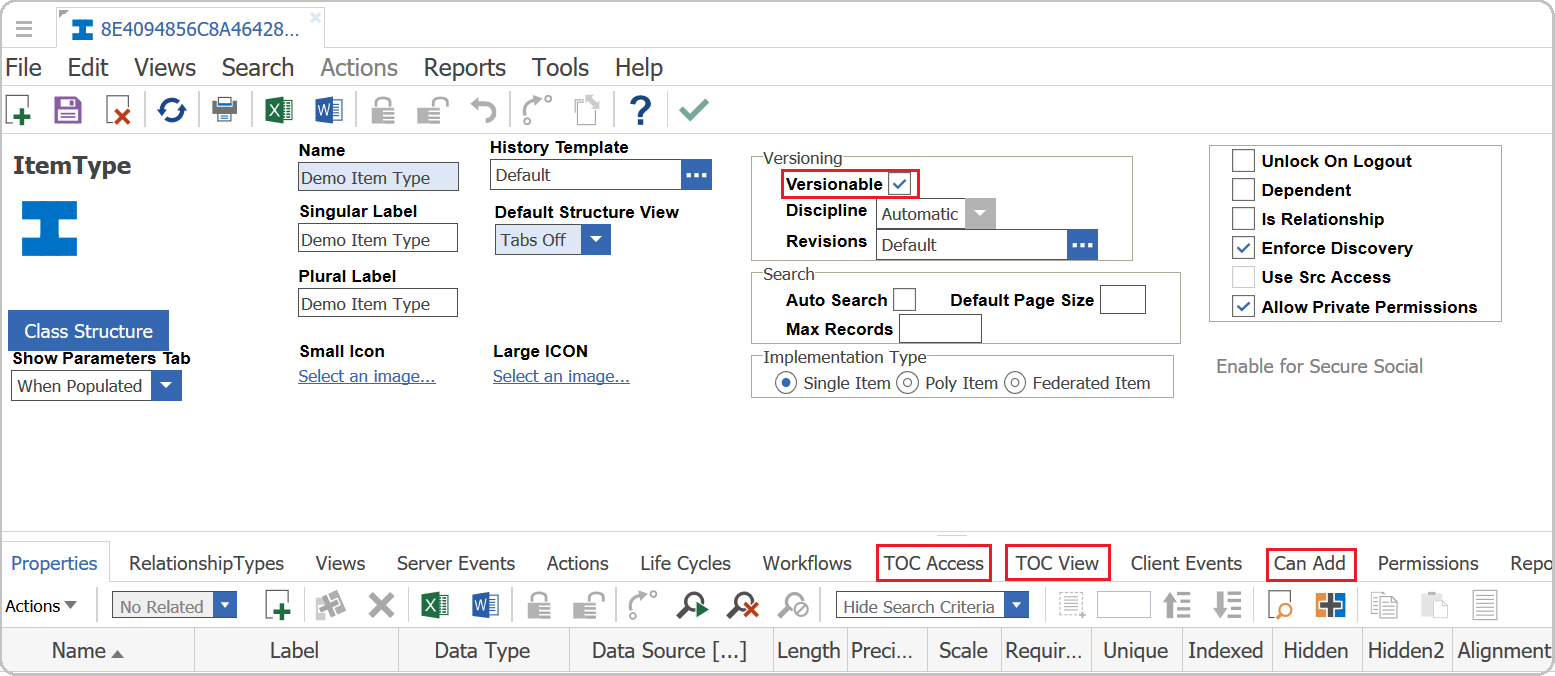 8E4094856C8A46428...
File Edit Views Search Actions Reports Tools Help
ItemType
Name
Demo Item Type
History Template
Default
Singular Label
Demo Item Type
Default Structure View
Tabs Off
Plural Label
Demo Item Type
Class Structure
Show Parameters Tab
When Populated
Small Icon
Select an image...
Large ICON
Select an image...
Versioning
Versionable
Discipline Automatic
Revisions Default
Search
Auto Search Default Page Size
Max Records
Implementation Type
Single Item Poly Item Federated Item
Unlock On Logout
Dependent
Is Relationship
Enforce Discovery
Use Src Access
Allow Private Permissions
Enable for Secure Social
Properties RelationshipTypes Views Server Events Actions Life Cycles Workflows TOC Access TOC View Client Events Can Add Permissions Repo
Actions No Related Hide Search Criteria
Name Label Data Type Data Source [...] Length Preci... Scale Requir... Unique Indexed Hidden Hidden2 Alignment